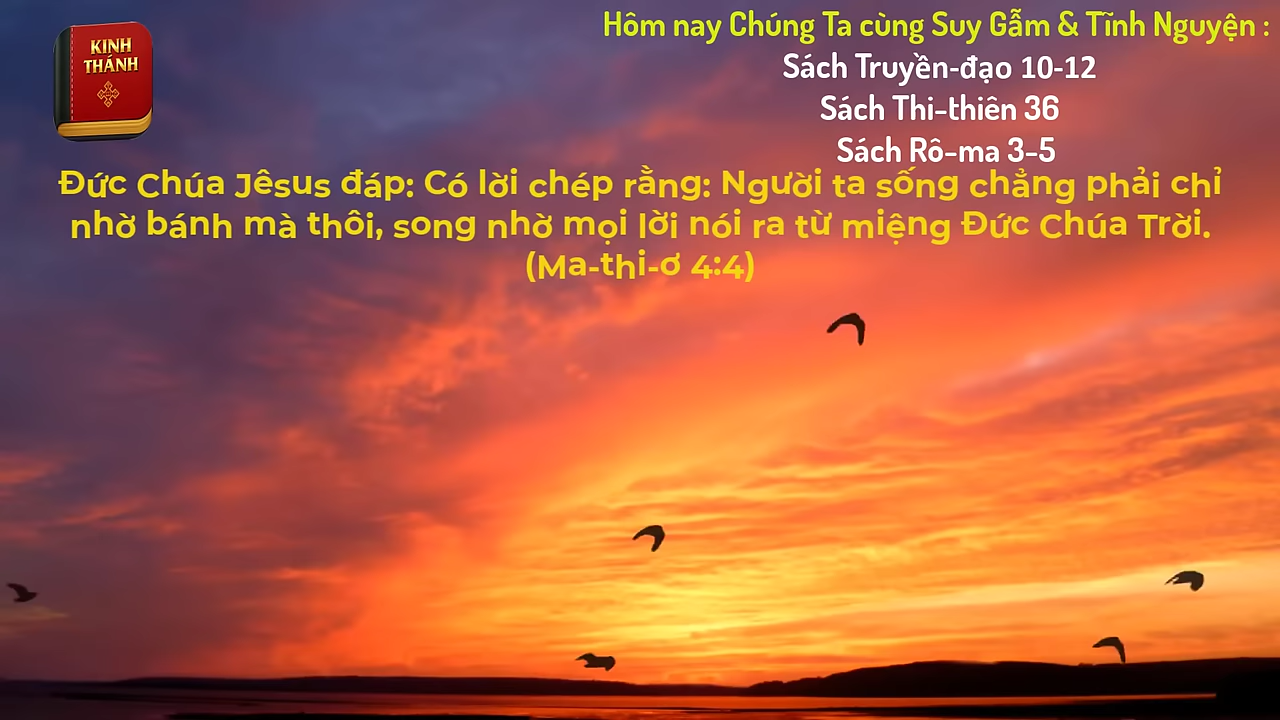 KINH
THÁNH
Hôm nay Chúng Ta cùng Suy Gẫm & Tĩnh Nguyện :
Sách Truyền-đạo 10-12
Sách Thi-thiên 36
Sách Rô-ma 3-5
Đức Chúa Jêsus đáp: Có lời chép rằng: Người ta sống chẳng phải chỉ
nhờ bánh mà thôi, song nhờ mọi lời nói ra từ miệng Đức Chúa Trời.
(Ma-thi-ơ 4:4)